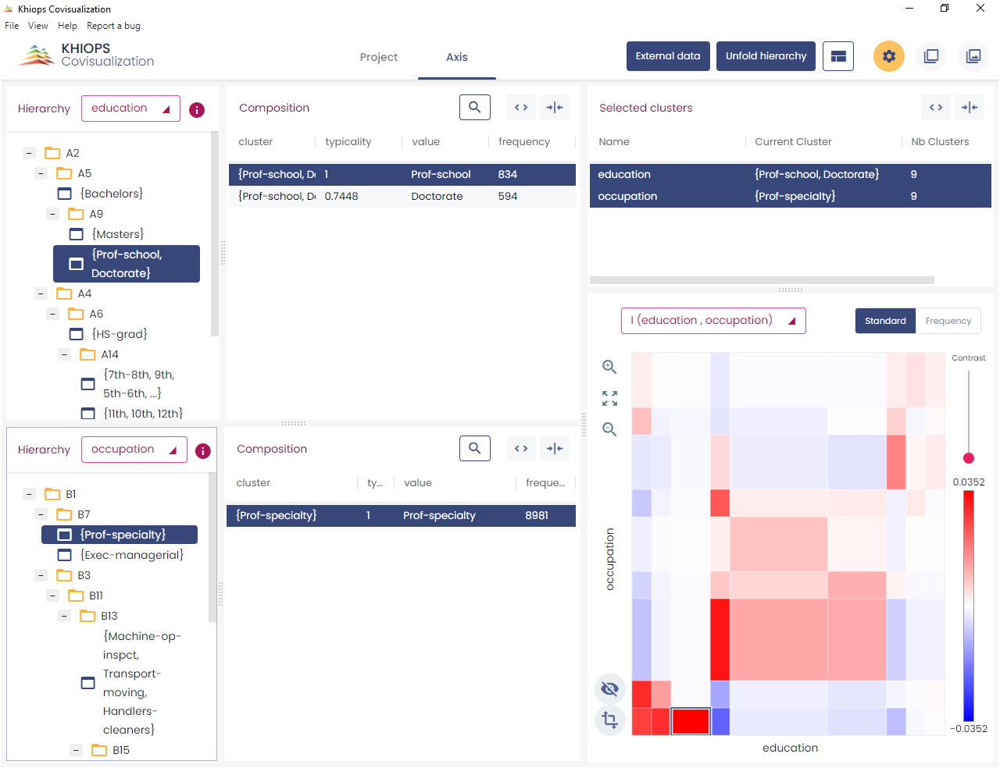 Khiops Covisualization
File View Help Report a bug
KHIOPS
Covisualization
Project
Axis
External data
Unfold hierarchy
Hierarchy
education
A2
A5
{Bachelors}
A9
{Masters}
{Prof-school,
Doctorate}
A4
A6
{HS-grad}
A14
{7th-8th, 9th,
5th-6th, ...}
{11th, 10th, 12th}
Composition
cluster typicality value frequency
{Prof-school, Do 1 Prof-school 834
{Prof-school, Do 0.7448 Doctorate 594
Selected clusters
Name Current Cluster Nb Clusters
education {Prof-school, Doctorate} 9
occupation {Prof-specialty} 9
Hierarchy
occupation
B1
B7
{Prof-specialty}
{Exec-managerial}
B3
B11
B13
{Machine-op-
inspct,
Transport-
moving,
Handlers-
cleaners}
B15
Composition
cluster ty... value freque...
{Prof-specialty} 1 Prof-specialty 8981
I (education , occupation)
Standard
Frequency
Contrast
0.0352
-0.0352
occupation
education